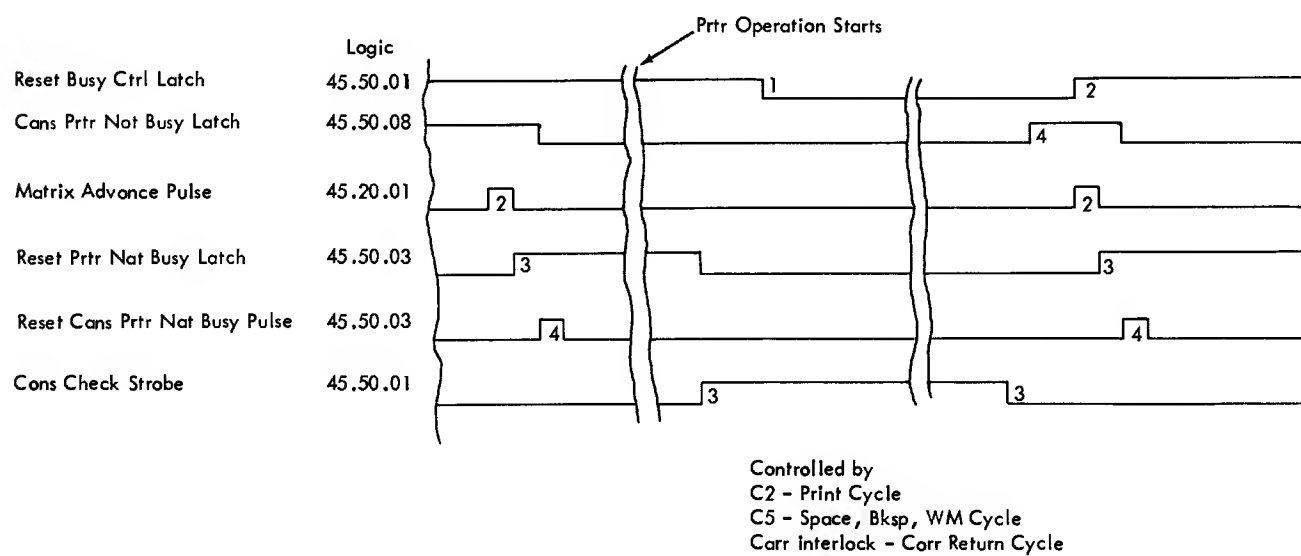 Prtr Operation Starts
Logic
Reset Busy Ctrl Latch 45.50.01 1 2
Cans Prtr Not Busy Latch 45.50.08 4
Matrix Advonce Pulse 45.20.01 2 2
Reset Prtr Nat Busy Latch 45.50.03 3 3
Reset Cans Prtr Nat Busy Pulse 45.50.03 4 4
Cons Check Strobe 45.50.01 3 3
Controlled by
C2 - Print Cycle
C5 - Space, Bksp, WM Cycle
Carr interlock - Corr Return Cycle